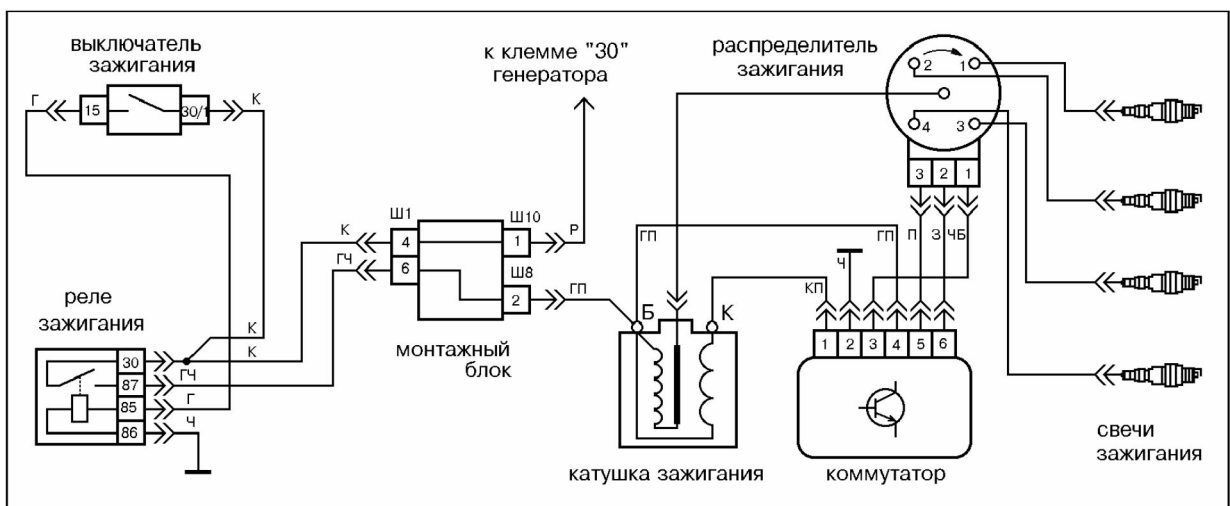 выключатель
зажигания
Г
15
30/1
К
к клемме "30"
генератора
распределитель
зажигания
2
1
4
3
3
2
1
Ш1
Ш10
К
4
1
Р
ГЧ
6
Ш8
2
ГП
ГП
ГП
П
З
ЧБ
Ч
КП
Б
К
1
2
3
4
5
6
реле
зажигания
К
К
30
ГЧ
87
Г
85
Ч
86
монтажный
блок
катушка зажигания
коммутатор
свечи
зажигания